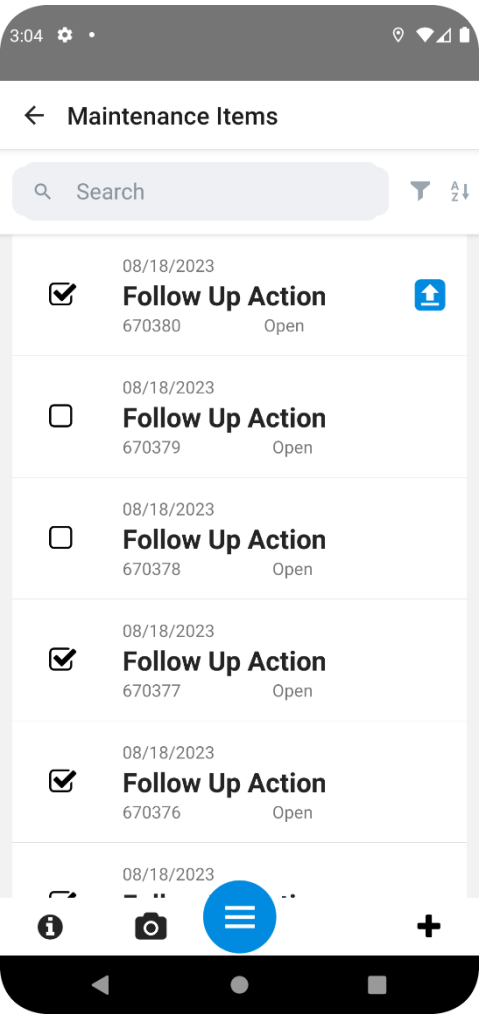 3:04
Maintenance Items
Search
A
Z
08/18/2023
Follow Up Action
670380 Open
08/18/2023
Follow Up Action
670379 Open
08/18/2023
Follow Up Action
670378 Open
08/18/2023
Follow Up Action
670377 Open
08/18/2023
Follow Up Action
670376 Open
08/18/2023